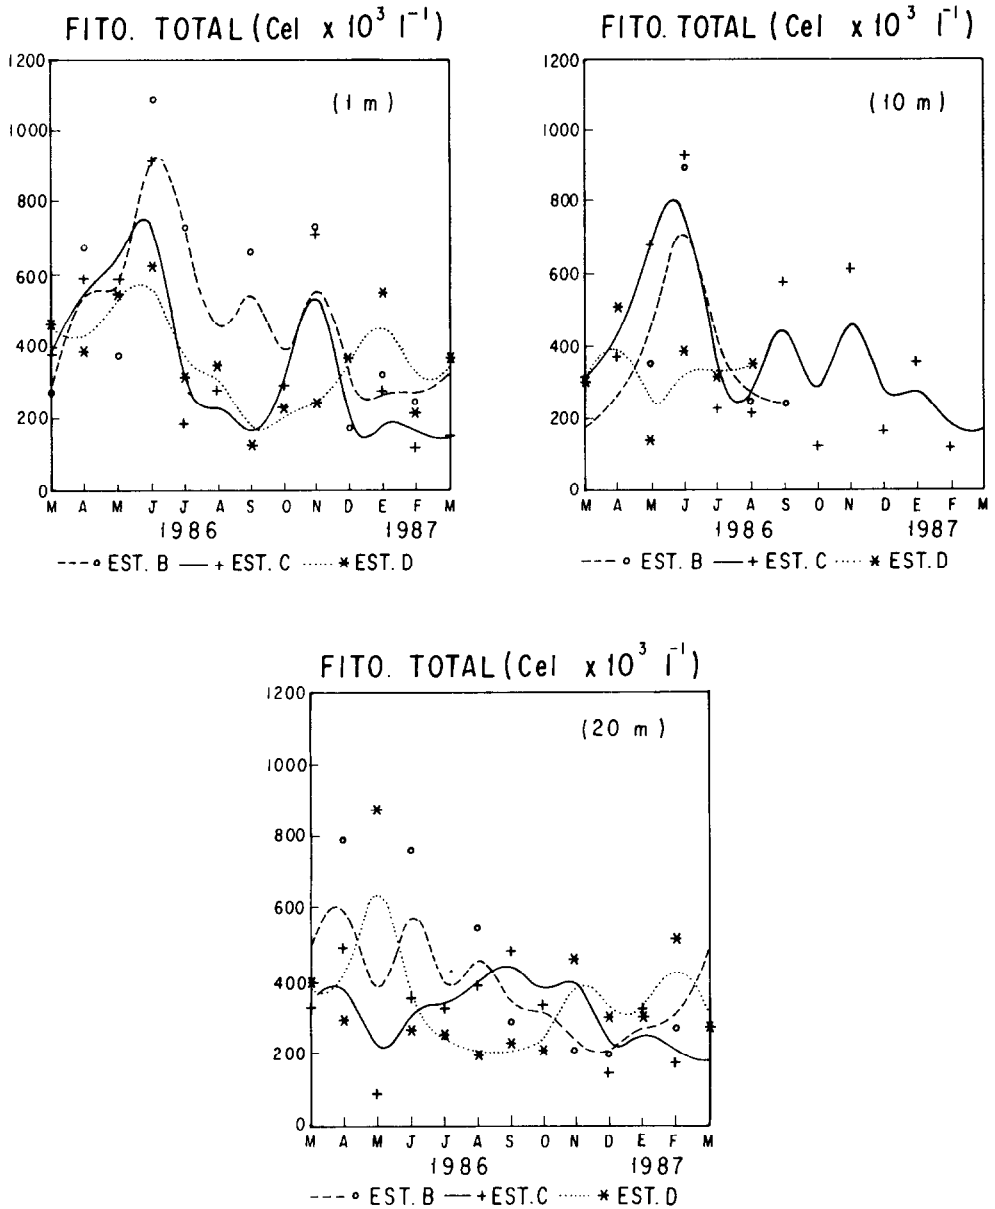 FITO. TOTAL (Cel x 10³ l⁻¹)
(1 m)
1200
1000
800
600
400
200
0
M A M J J A S O N D E F M
1986 1987
---o EST. B — + EST. C ..... * EST. D
FITO. TOTAL (Cel x 10³ l⁻¹)
(10 m)
1200
1000
800
600
400
200
0
M A M J J A S O N D E F M
1986 1987
---o EST. B — + EST. C ..... * EST. D
FITO. TOTAL (Cel x 10³ l⁻¹)
(20 m)
1200
1000
800
600
400
200
0
M A M J J A S O N D E F M
1986 1987
---o EST. B — + EST. C ..... * EST. D